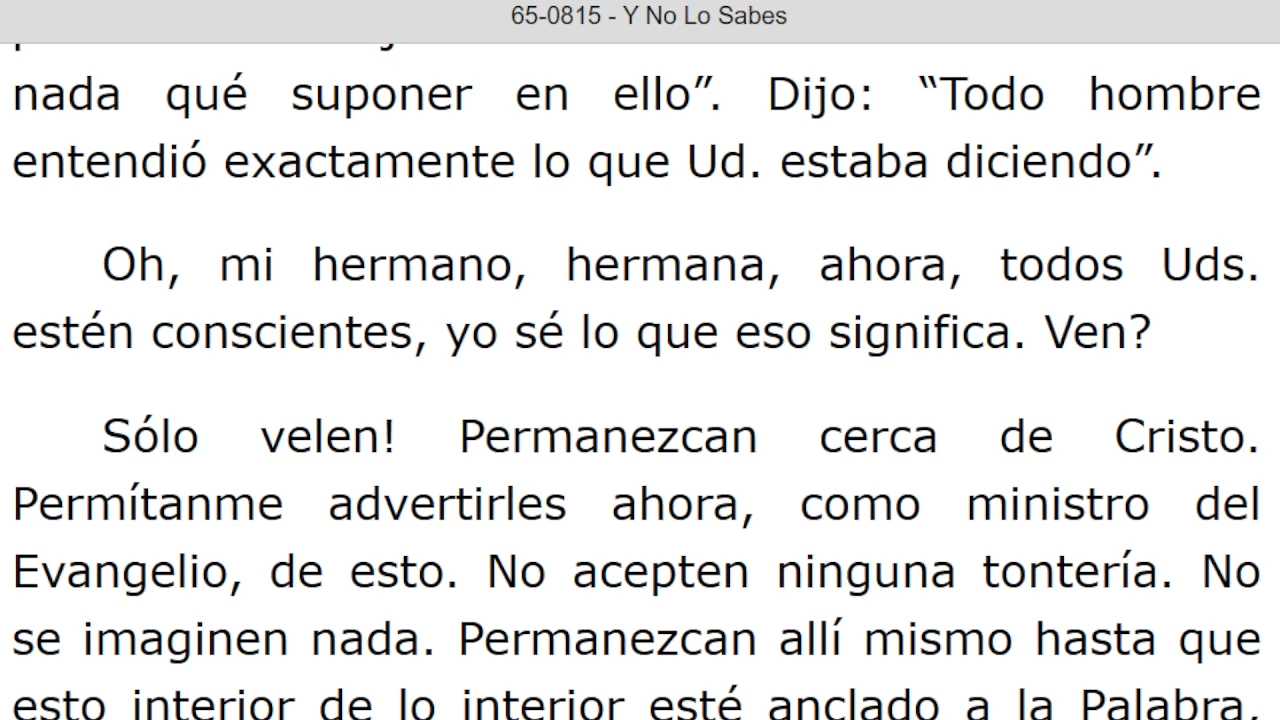 65-0815 - Y No Lo Sabes
nada qué suponer en ello”. Dijo: “Todo hombre
entendió exactamente lo que Ud. estaba diciendo”.
Oh, mi hermano, hermana, ahora, todos Uds.
estén conscientes, yo sé lo que eso significa. Ven?
Sólo velen! Permanezcan cerca de Cristo.
Permítanme advertirles ahora, como ministro del
Evangelio, de esto. No acepten ninguna tontería. No
se imaginen nada. Permanezcan allí mismo hasta que
esto interior de lo interior esté anclado a la Palabra,